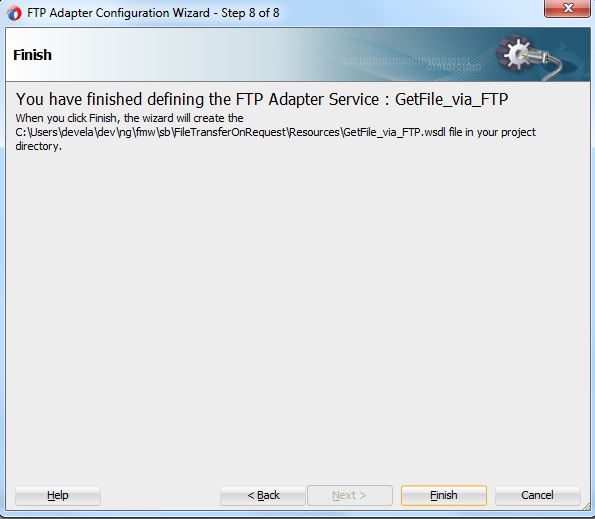 FTP Adapter Configuration Wizard - Step 8 of 8
Finish
You have finished defining the FTP Adapter Service : GetFile_via_FTP
When you click Finish, the wizard will create the
C:\Users\devela\dev\ng\fmw\sb\FileTransferOnRequest\Resources\GetFile_via_FTP.wsdl file in your project
directory.
Help
< Back
Next >
Finish
Cancel